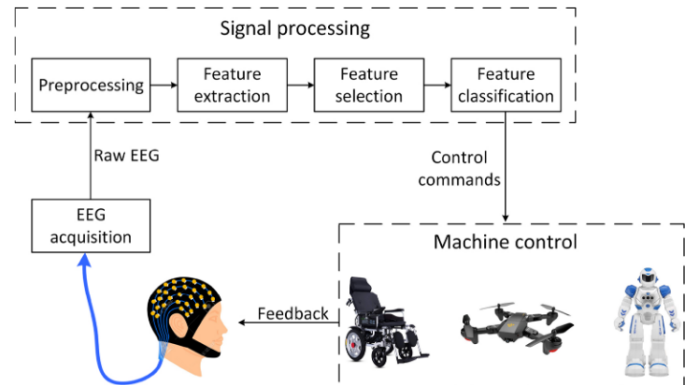 Signal processing
Preprocessing
Feature
extraction
Feature
selection
Feature
classification
Raw EEG
Control
commands
EEG
acquisition
Machine control
Feedback